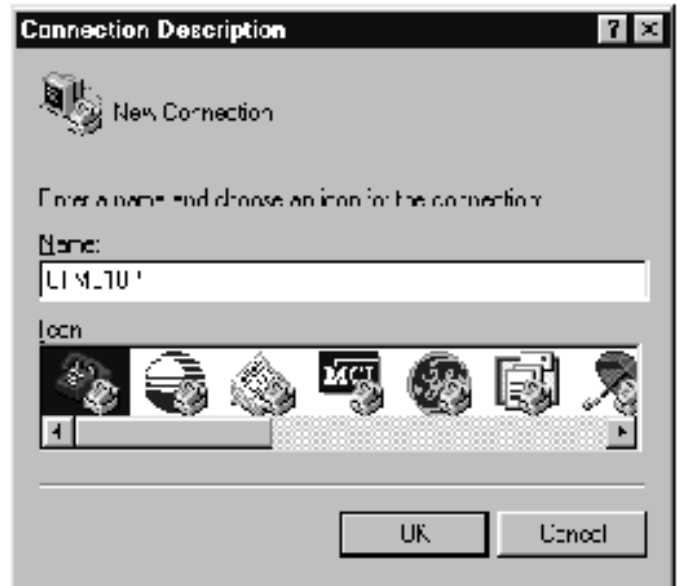 Connection Description
New Connection
Enter a name and choose an icon for the connection:
Name:
Icon
MCI
OK
Cancel